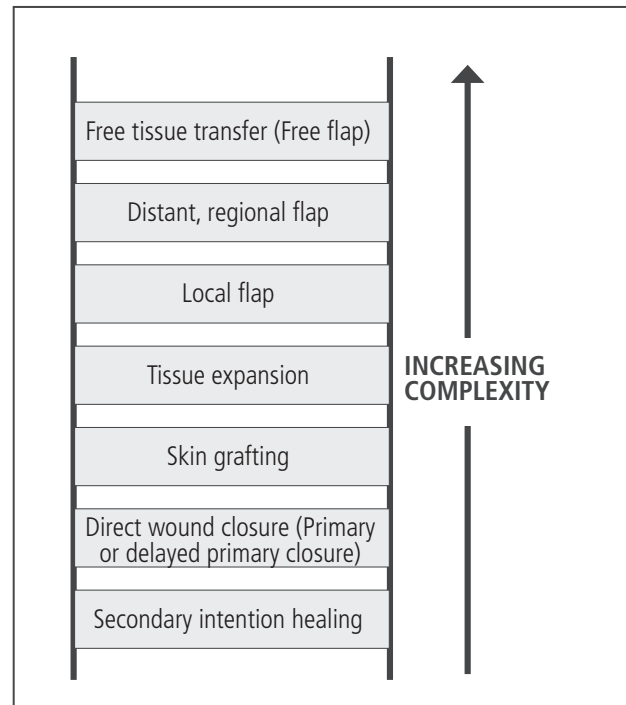 Free tissue transfer (Free flap)
Distant, regional flap
Local flap
Tissue expansion
INCREASING
COMPLEXITY
Skin grafting
Direct wound closure (Primary
or delayed primary closure)
Secondary intention healing